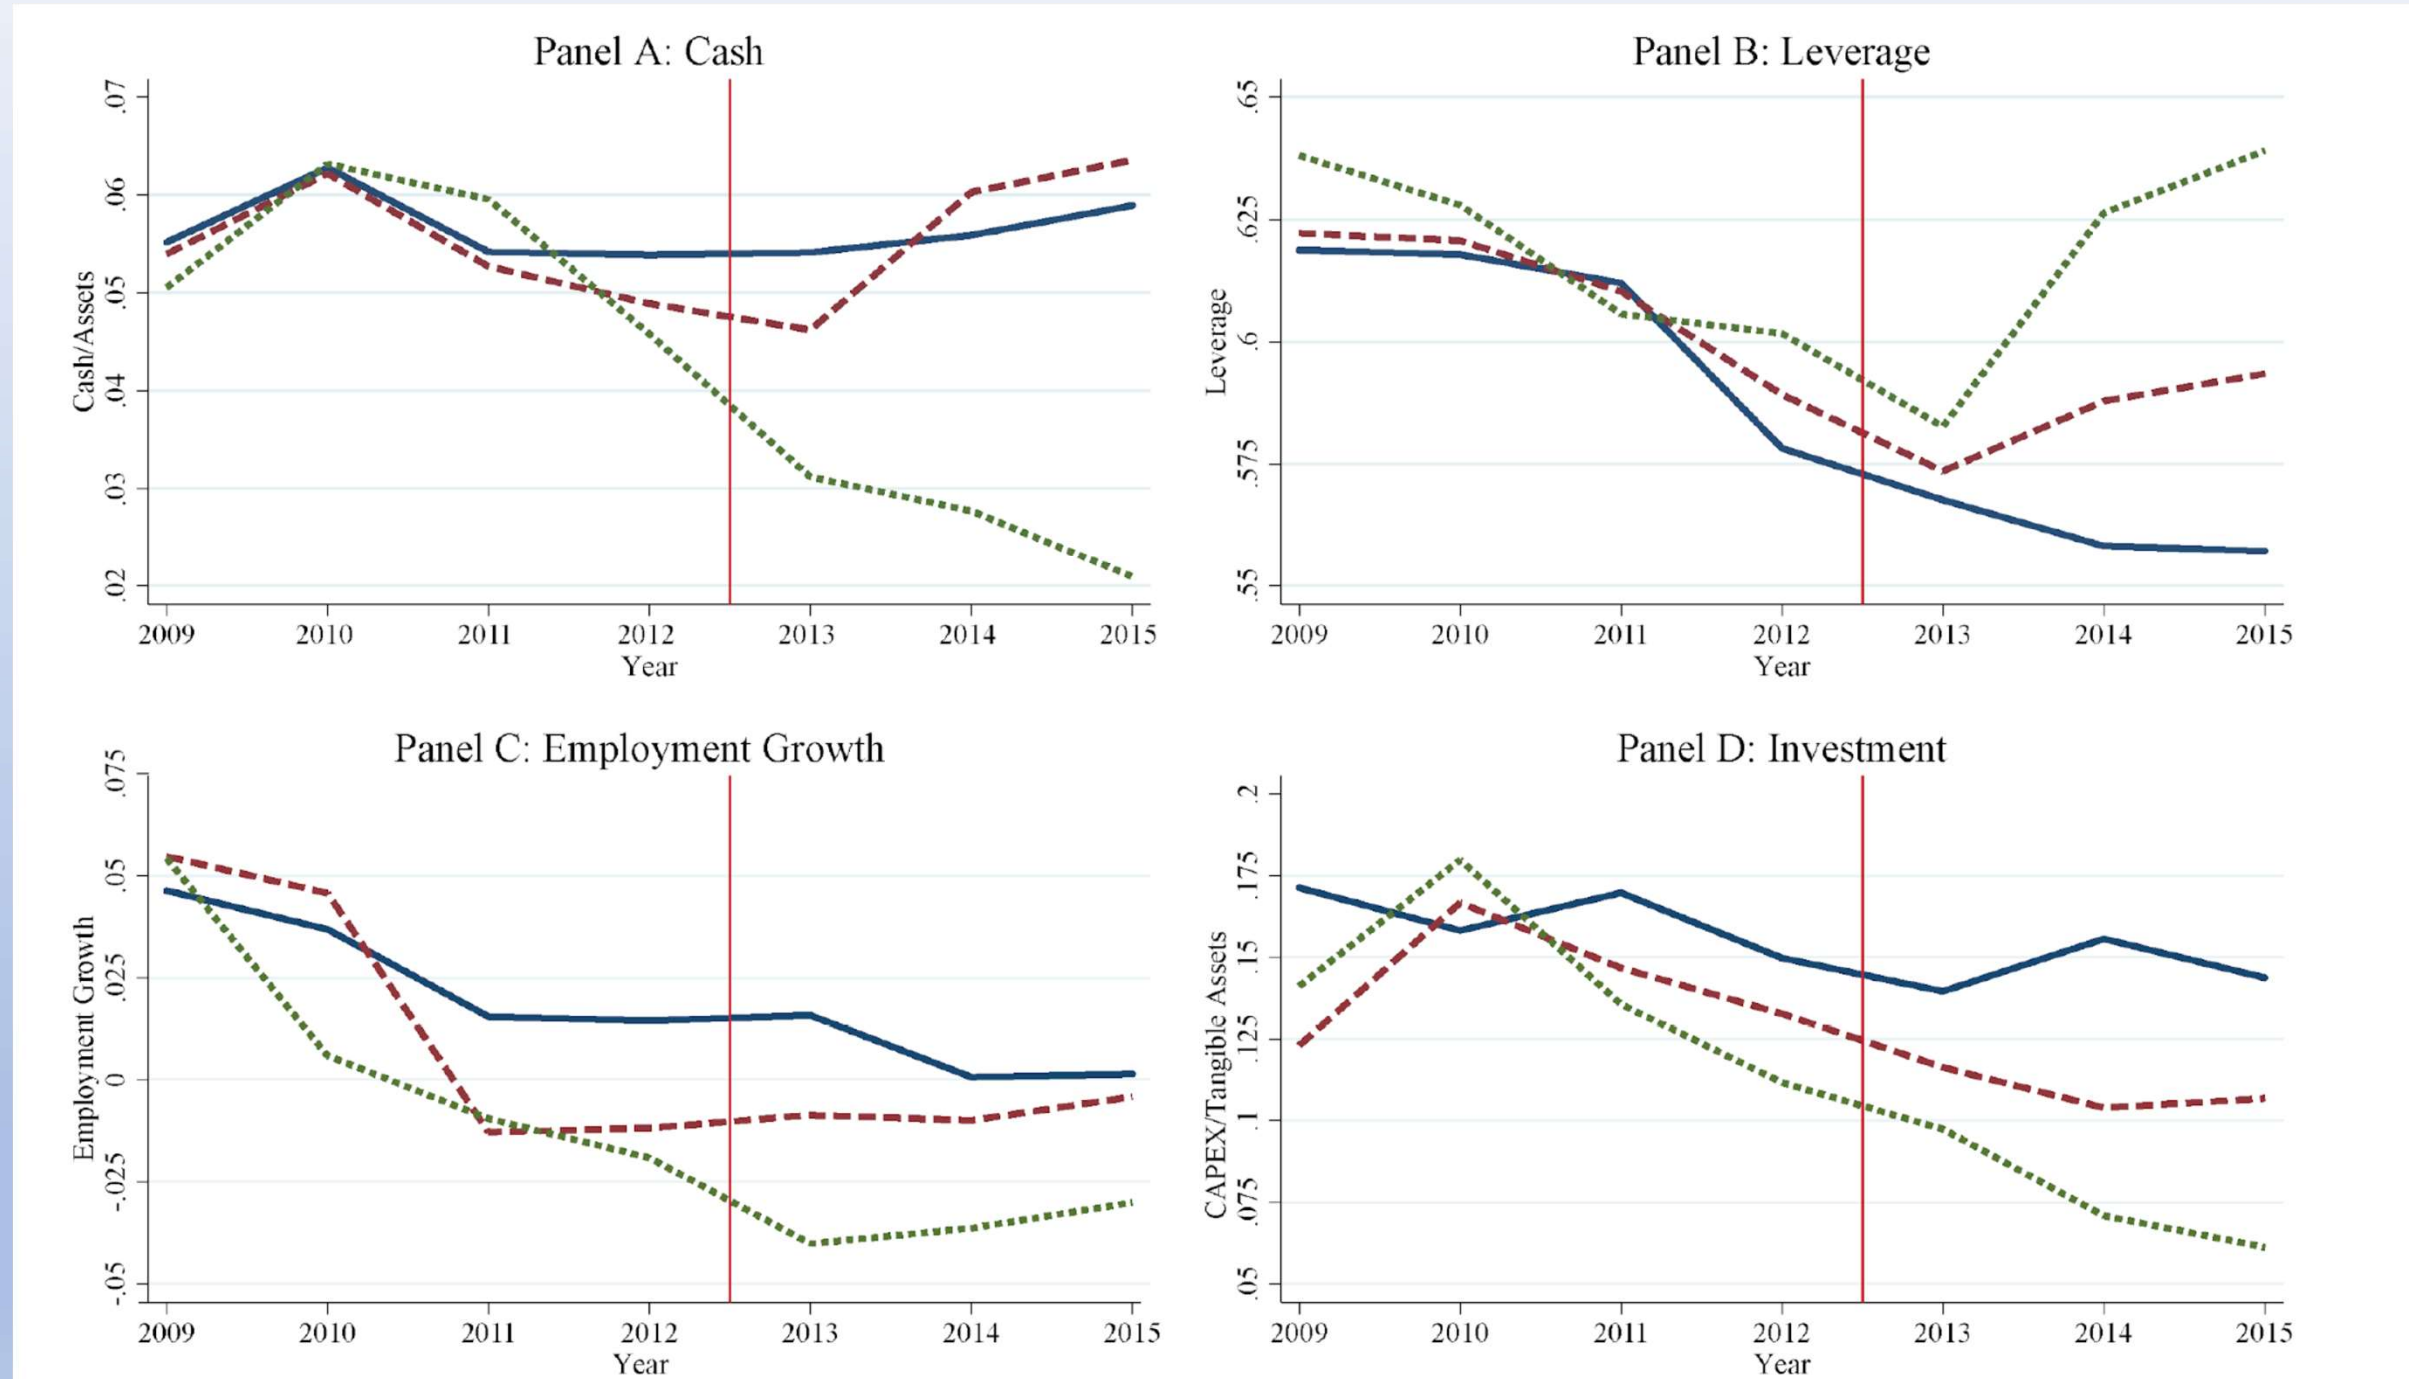 Panel A: Cash
Cash/Assets
.07
.06
.05
.04
.03
.02
2009 2010 2011 2012 2013 2014 2015
Year
Panel B: Leverage
Leverage
.65
.625
.6
.575
.55
2009 2010 2011 2012 2013 2014 2015
Year
Panel C: Employment Growth
Employment Growth
.075
.05
.025
0
-.025
-.05
2009 2010 2011 2012 2013 2014 2015
Year
Panel D: Investment
CAPEX/Tangible Assets
.2
.175
.15
.125
.1
.075
.05
2009 2010 2011 2012 2013 2014 2015
Year